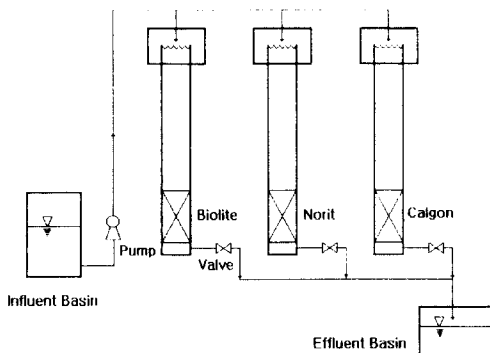 Biolite
Norit
Calgon
Pump
Valve
Influent Basin
Effluent Basin